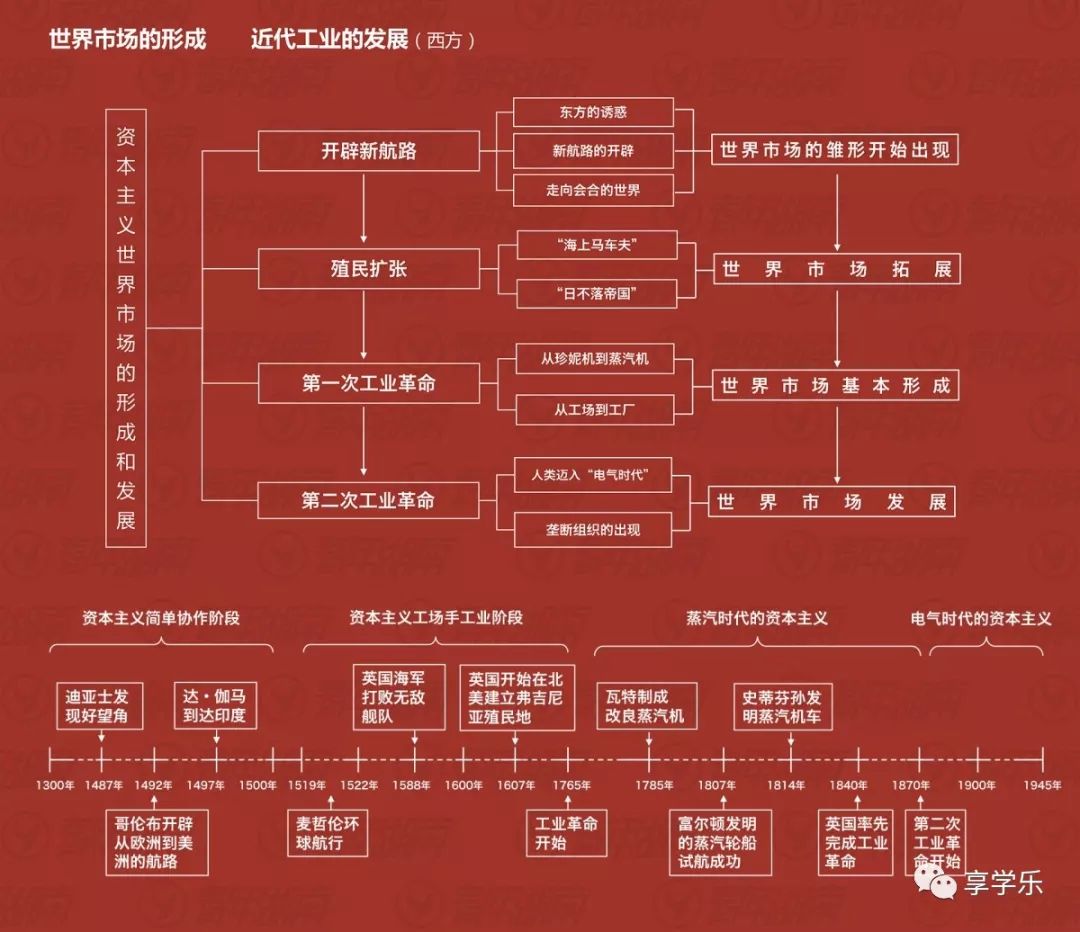 世界市场的形成 近代工业的发展（西方）
资本主义世界市场的形成和发展
开辟新航路
东方的诱惑
新航路的开辟
走向会合的世界
世界市场的雏形开始出现
殖民扩张
“海上马车夫”
“日不落帝国”
世界市场拓展
第一次工业革命
从珍妮机到蒸汽机
从工场到工厂
世界市场基本形成
第二次工业革命
人类迈入“电气时代”
垄断组织的出现
世界市场发展
资本主义简单协作阶段
资本主义工场手工业阶段
蒸汽时代的资本主义
电气时代的资本主义
迪亚士发
现好望角
达·伽马
到达印度
英国海军
打败无敌
舰队
英国开始在北
美建立弗吉尼
亚殖民地
瓦特制成
改良蒸汽机
史蒂芬孙发
明蒸汽机车
1300年 1487年 1492年 1497年 1500年 1519年 1522年 1588年 1600年 1607年 1765年 1785年 1807年 1814年 1840年 1870年 1900年 1945年
哥伦布开辟
从欧洲到美
洲的航路
麦哲伦环
球航行
工业革命
开始
富尔顿发明
的蒸汽轮船
试航成功
英国率先
完成工业
革命
第二次
工业革
命开始
享学乐